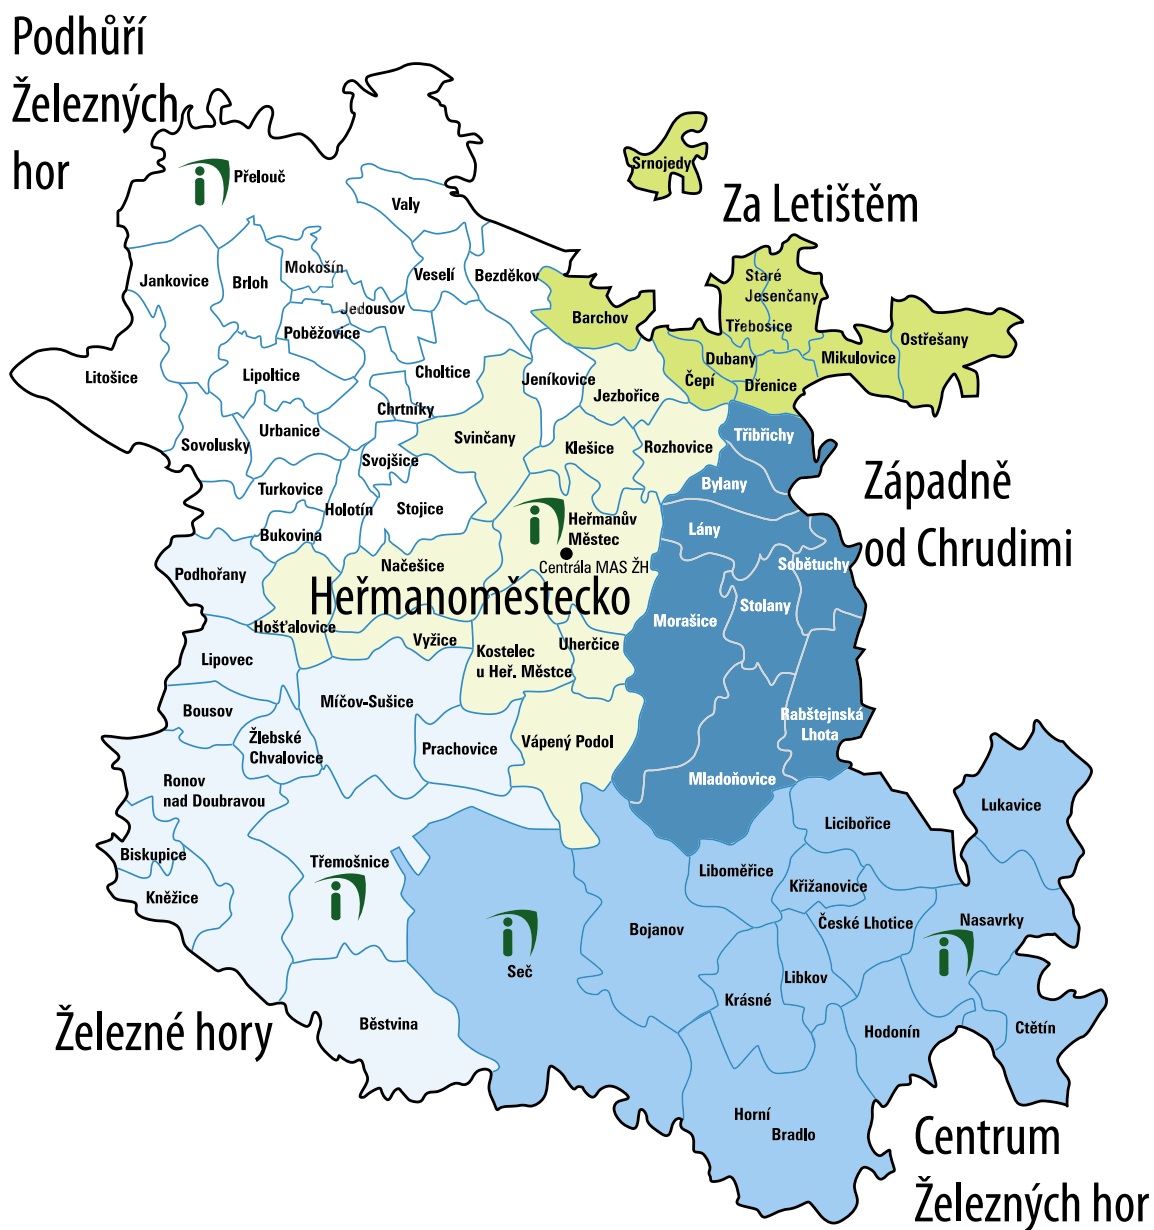 Podhůří
Železných
hor
Přelouč
Srnojedy
Za Letištěm
Valy
Jankovice
Brloh
Mokošín
Veselí
Bezděkov
Staré
Jesenčany
Jedousov
Barchov
Třebosice
Poběžovice
Ostřešany
Litošice
Lipoltice
Choltice
Jeníkovice
Dubany
Mikulovice
Čepí
Dřenice
Jezbořice
Chrtníky
Sovolusky
Urbanice
Svinčany
Klešice
Rozhovice
Třibřichy
Svojšice
Západně
od Chrudimi
Turkovice
Holotín
Stojice
Bylany
Bukovina
Heřmanův
Městec
Lány
Centrála MAS ŽH
Podhořany
Načešice
Sobětuchy
Heřmanoměstecko
Stolany
Hošťalovice
Vyžice
Morašice
Lipovec
Kostelec
u Heř. Městce
Uherčice
Bousov
Míčov-Sušice
Rabštejnská
Lhota
Žlebské
Chvalovice
Prachovice
Vápený Podol
Ronov
nad Doubravou
Mladoňovice
Lukavice
Licibořice
Biskupice
Třemošnice
Liboměřice
Kněžice
Křižanovice
České Lhotice
Nasavrky
Bojanov
Seč
Libkov
Krásné
Železné hory
Běstvina
Hodonín
Ctětín
Horní
Bradlo
Centrum
Železných hor